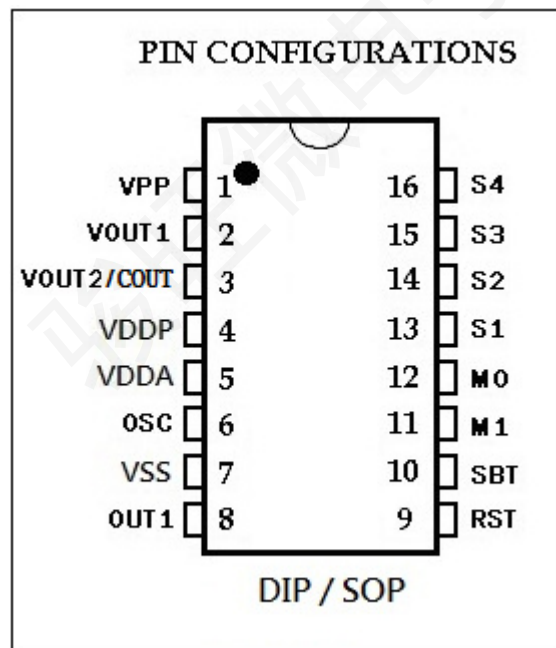 PIN CONFIGURATIONS
VPP 1 16 S4
VOUT1 2 15 S3
VOUT2/COUT 3 14 S2
VDDP 4 13 S1
VDDA 5 12 M0
OSC 6 11 M1
VSS 7 10 SBT
OUT1 8 9 RST
DIP / SOP